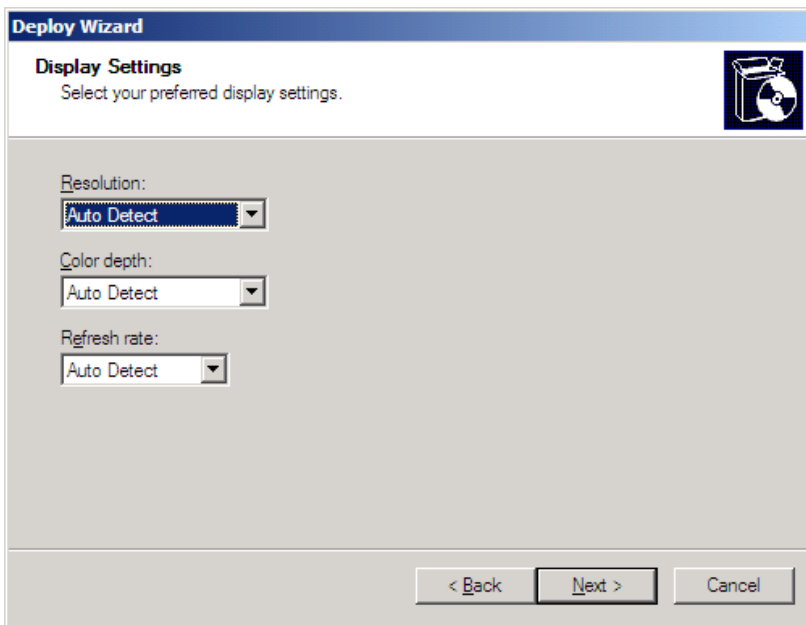 Deploy Wizard
Display Settings
Select your preferred display settings.
Resolution:
Auto Detect
Color depth:
Auto Detect
Refresh rate:
Auto Detect
< Back
Next >
Cancel